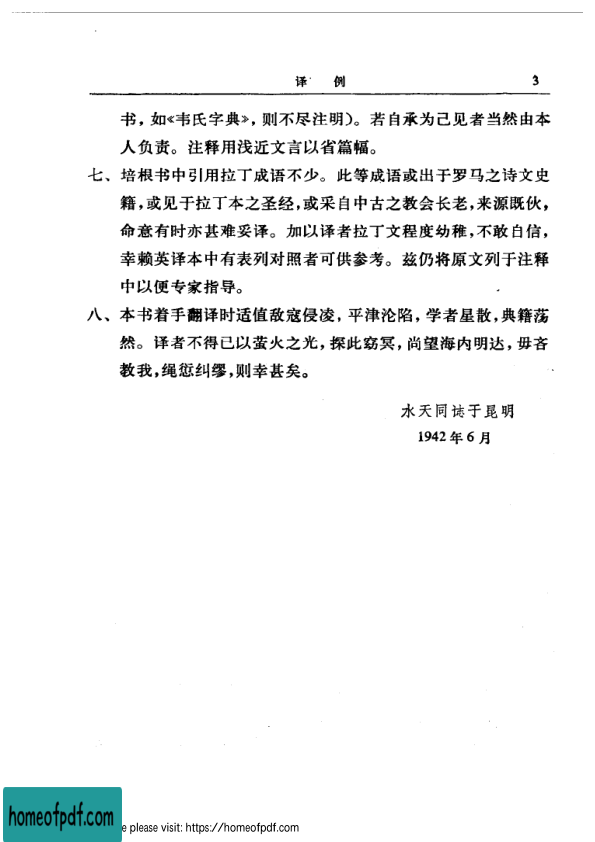 译 例 3
书，如《韦氏字典》，则不尽注明）。若自承为己见者当然由本
人负责。注释用浅近文言以省篇幅。
七、培根书中引用拉丁成语不少。此等成语或出于罗马之诗文史
籍，或见于拉丁本之圣经，或采自中古之教会长老，来源既伙，
命意有时亦甚难妥译。加以译者拉丁文程度幼稚，不敢自信，
幸赖英译本中有表列对照者可供参考。兹仍将原文列于注释
中以便专家指导。
八、本书着手翻译时适值敌寇侵凌，平津沦陷，学者星散，典籍荡
然。译者不得已以萤火之光，探此窈冥，尚望海内明达，毋吝
教我，绳愆纠缪，则幸甚矣。
水天同诚于昆明
1942年6月
homeofpdf.com
e please visit: https://homeofpdf.com